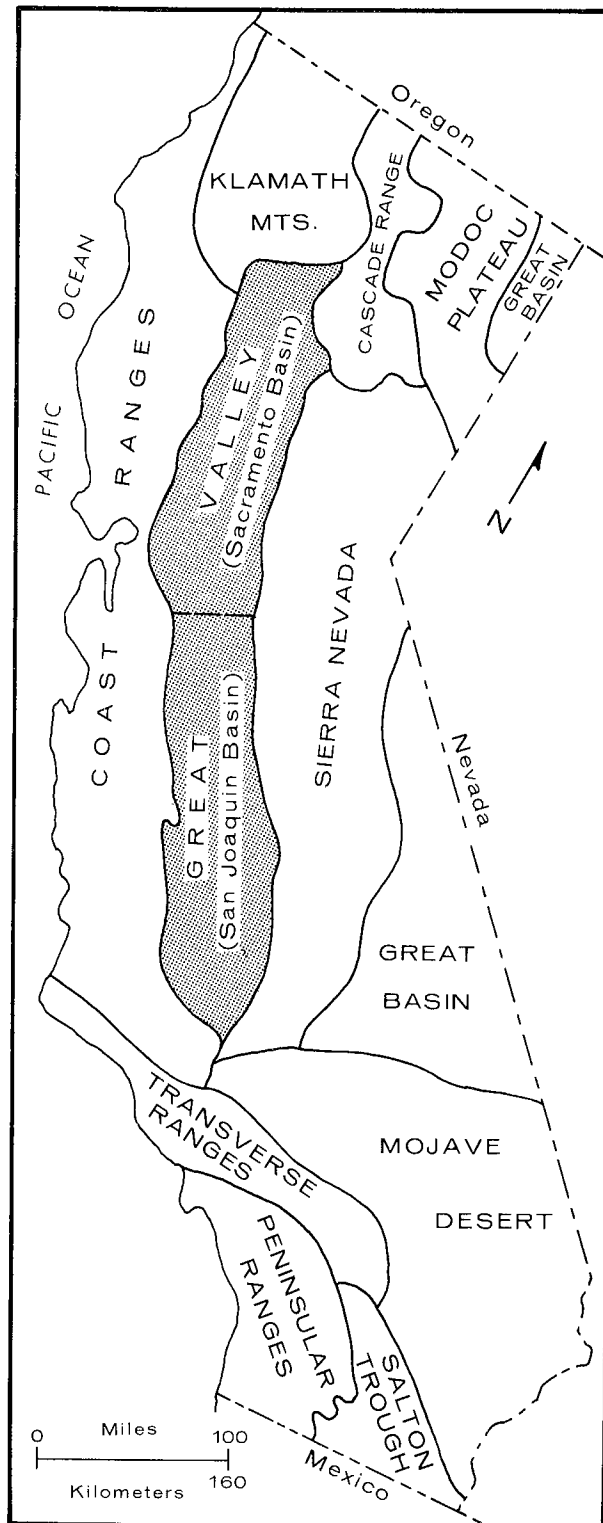 Oregon
KLAMATH
MTS.
CASCADE RANGE
MODOC
PLATEAU
GREAT
BASIN
PACIFIC OCEAN
COAST RANGES
GREAT VALLEY
(Sacramento Basin)
(San Joaquin Basin)
N
SIERRA NEVADA
Nevada
GREAT
BASIN
TRANSVERSE
RANGES
MOJAVE
DESERT
PENINSULAR
RANGES
SALTON
TROUGH
Mexico
0 Miles 100
Kilometers 160